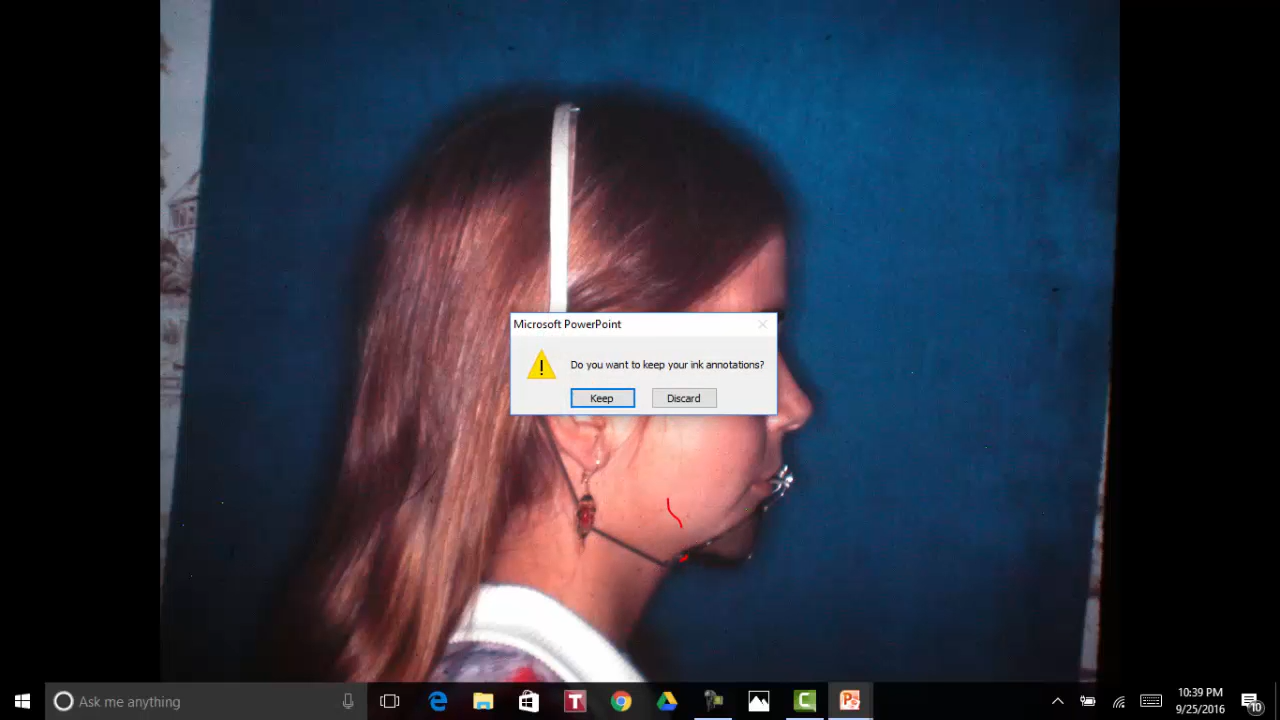 Microsoft PowerPoint
Do you want to keep your ink annotations?
Keep
Discard
Ask me anything
10:39 PM
9/25/2016
10